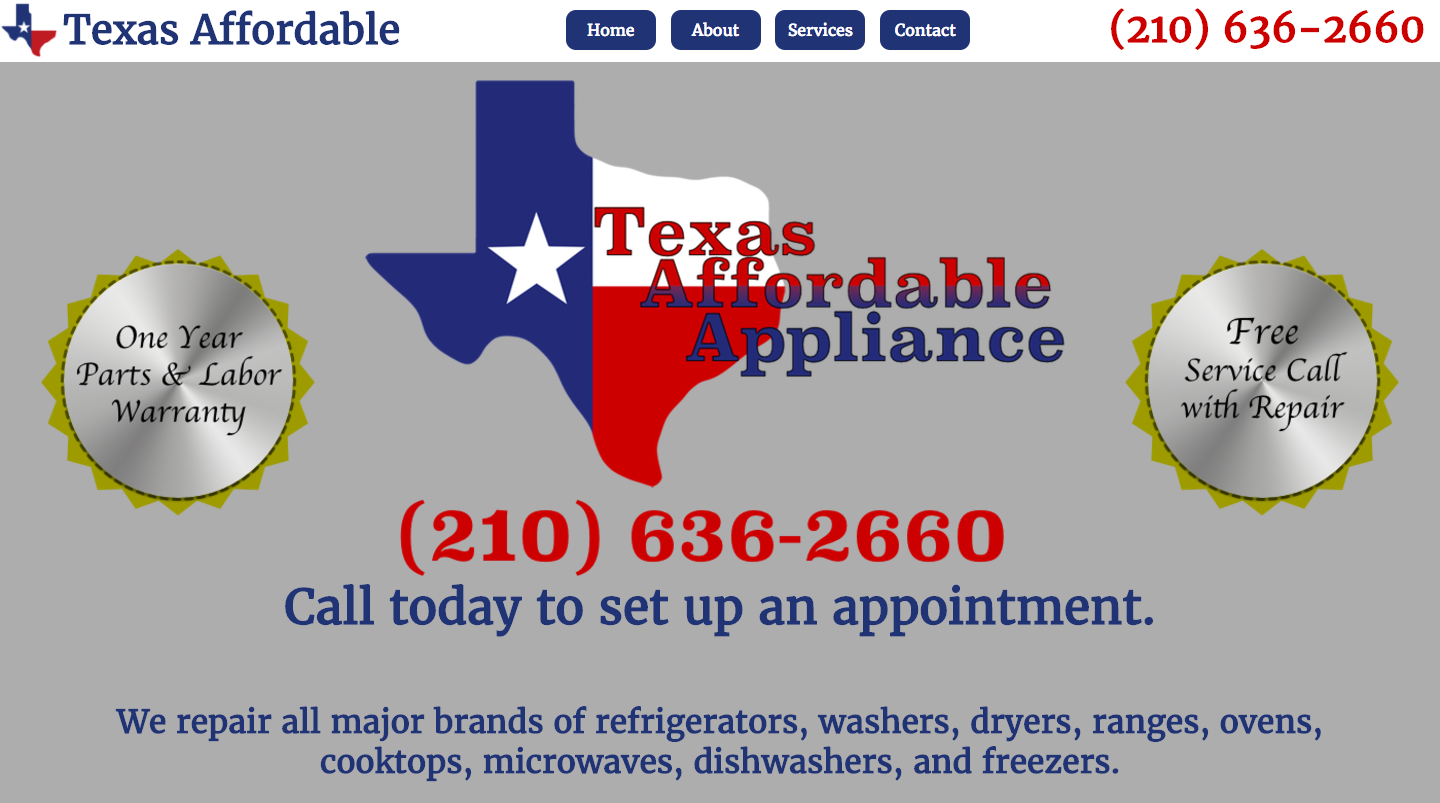 Texas Affordable
Home
About
Services
Contact
(210) 636-2660
Texas
Affordable
Appliance
One Year
Parts & Labor
Warranty
Free
Service Call
with Repair
(210) 636-2660
Call today to set up an appointment.
We repair all major brands of refrigerators, washers, dryers, ranges, ovens,
cooktops, microwaves, dishwashers, and freezers.